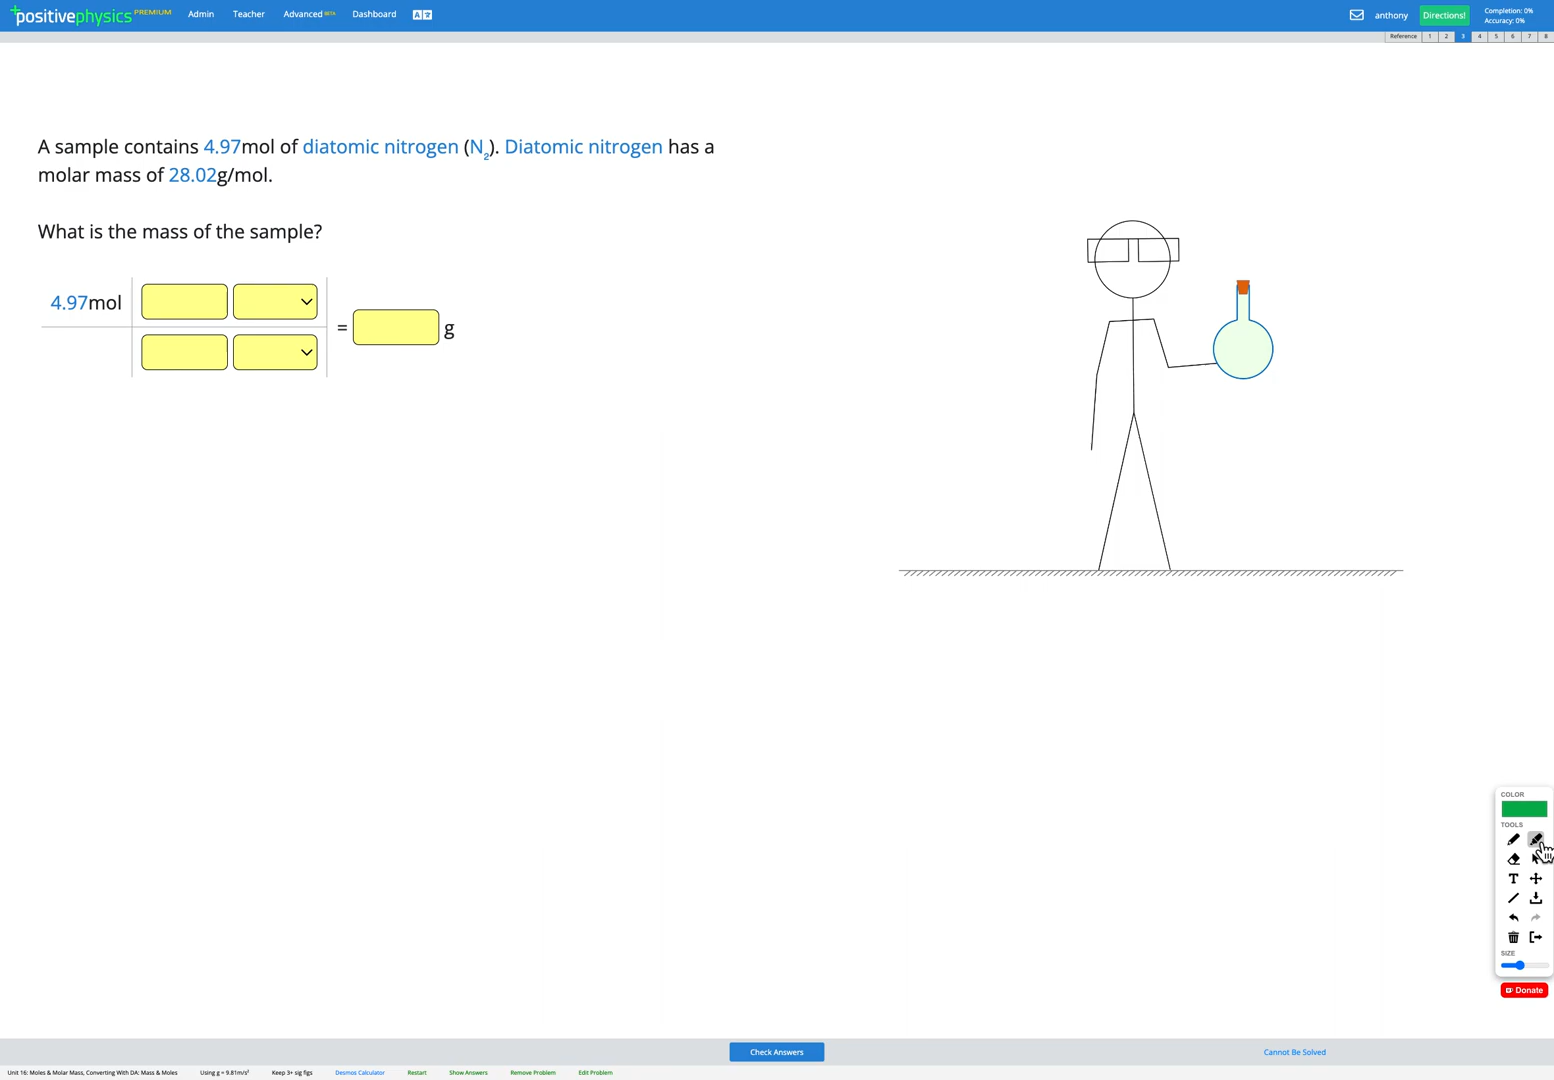 +positivephysics PREMIUM Admin Teacher Advanced BETA Dashboard A anthony Directions! Completion: 0%
Accuracy: 0%
Reference 1 2 3 4 5 6 7 8
A sample contains 4.97mol of diatomic nitrogen (N₂). Diatomic nitrogen has a
molar mass of 28.02g/mol.
What is the mass of the sample?
4.97mol
= g
COLOR
TOOLS
T
SIZE
Donate
Check Answers Cannot Be Solved
Unit 16: Moles & Molar Mass, Converting With DA: Mass & Moles Using g = 9.81m/s² Keep 3+ sig figs Desmos Calculator Restart Show Answers Remove Problem Edit Problem